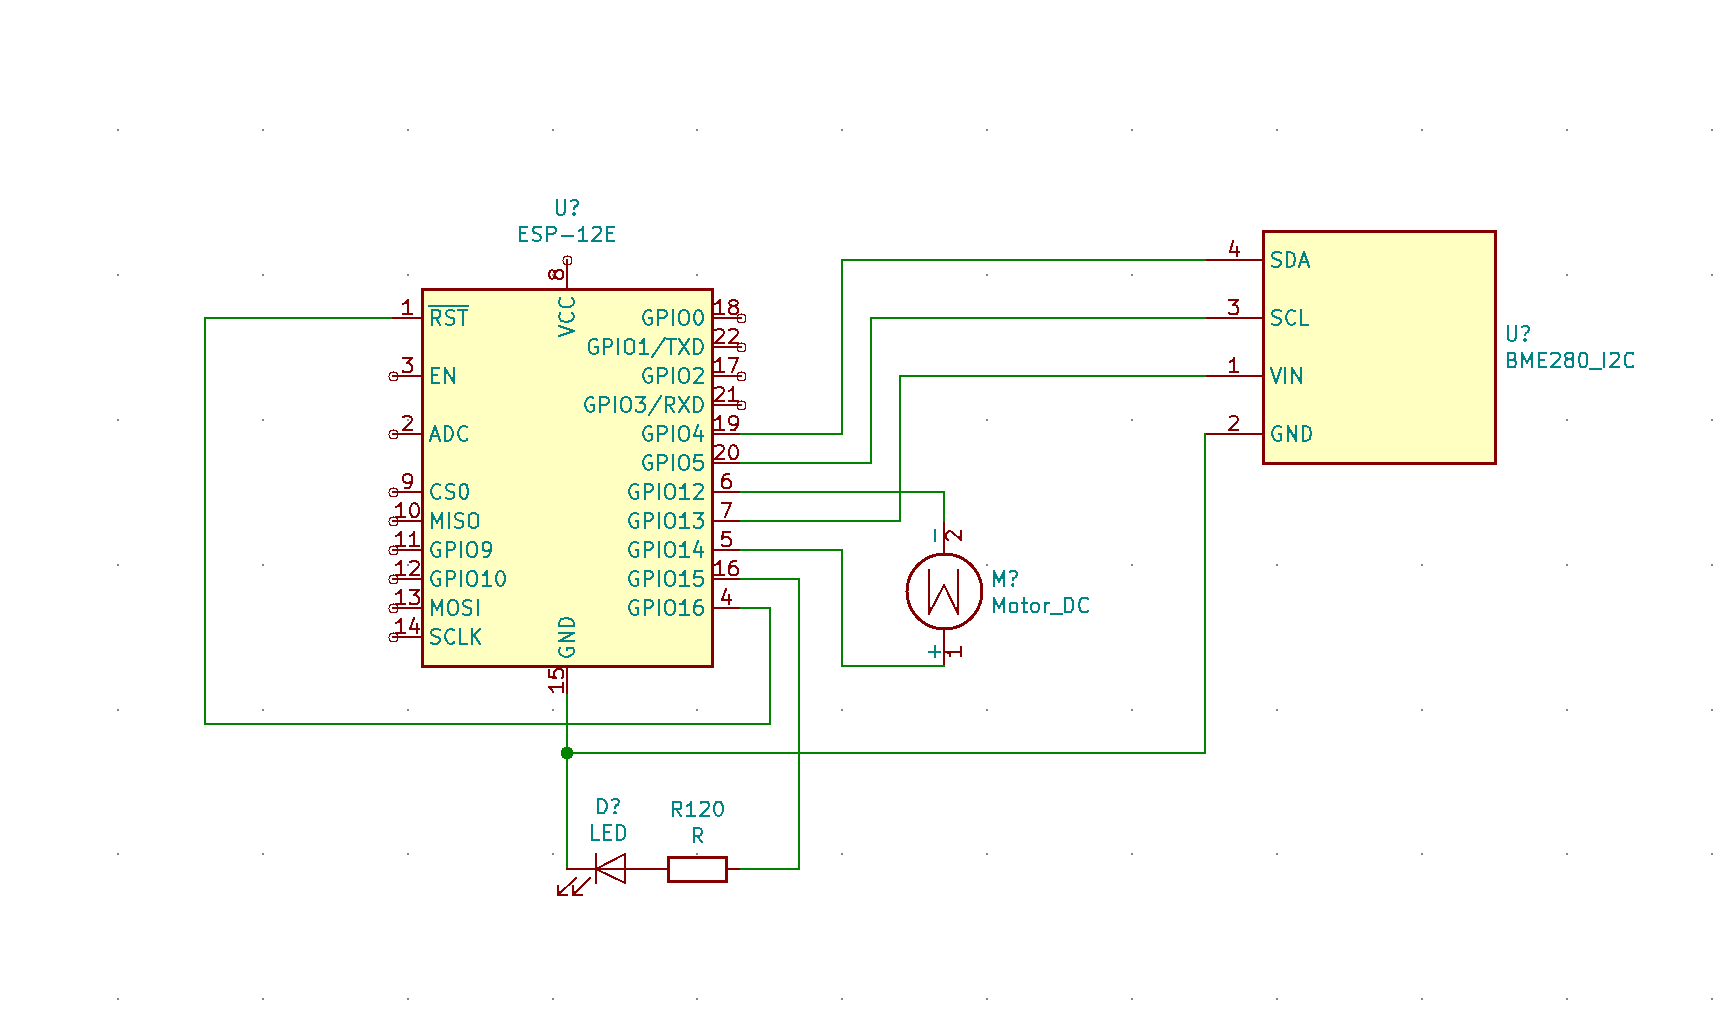 U?
ESP-12E
8
VCC
1
RST
3
EN
2
ADC
9
CS0
10
MISO
11
GPIO9
12
GPIO10
13
MOSI
14
SCLK
GND
15
18
GPIO0
22
GPIO1/TXD
17
GPIO2
21
GPIO3/RXD
19
GPIO4
20
GPIO5
6
GPIO12
7
GPIO13
5
GPIO14
16
GPIO15
4
GPIO16
4
SDA
3
SCL
1
VIN
2
GND
U?
BME280_I2C
- 2
M?
Motor_DC
+ 1
D?
LED
R120
R